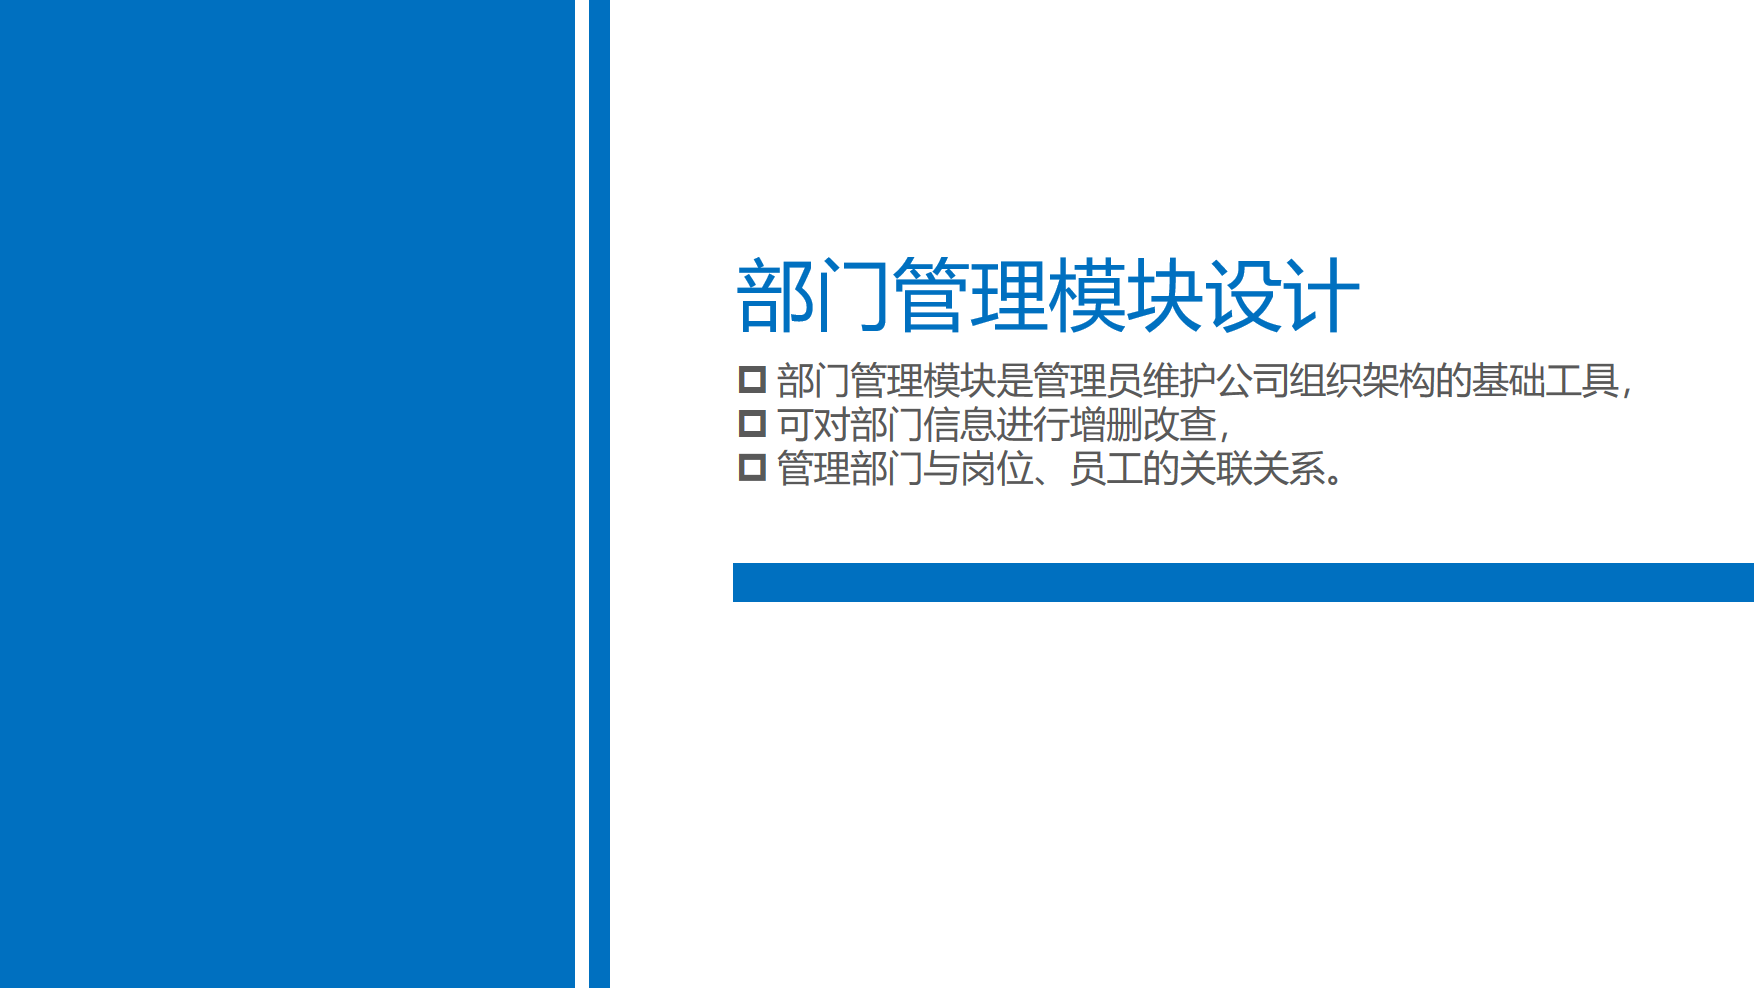 部门管理模块设计
部门管理模块是管理员维护公司组织架构的基础工具，
可对部门信息进行增删改查，
管理部门与岗位、员工的关联关系。